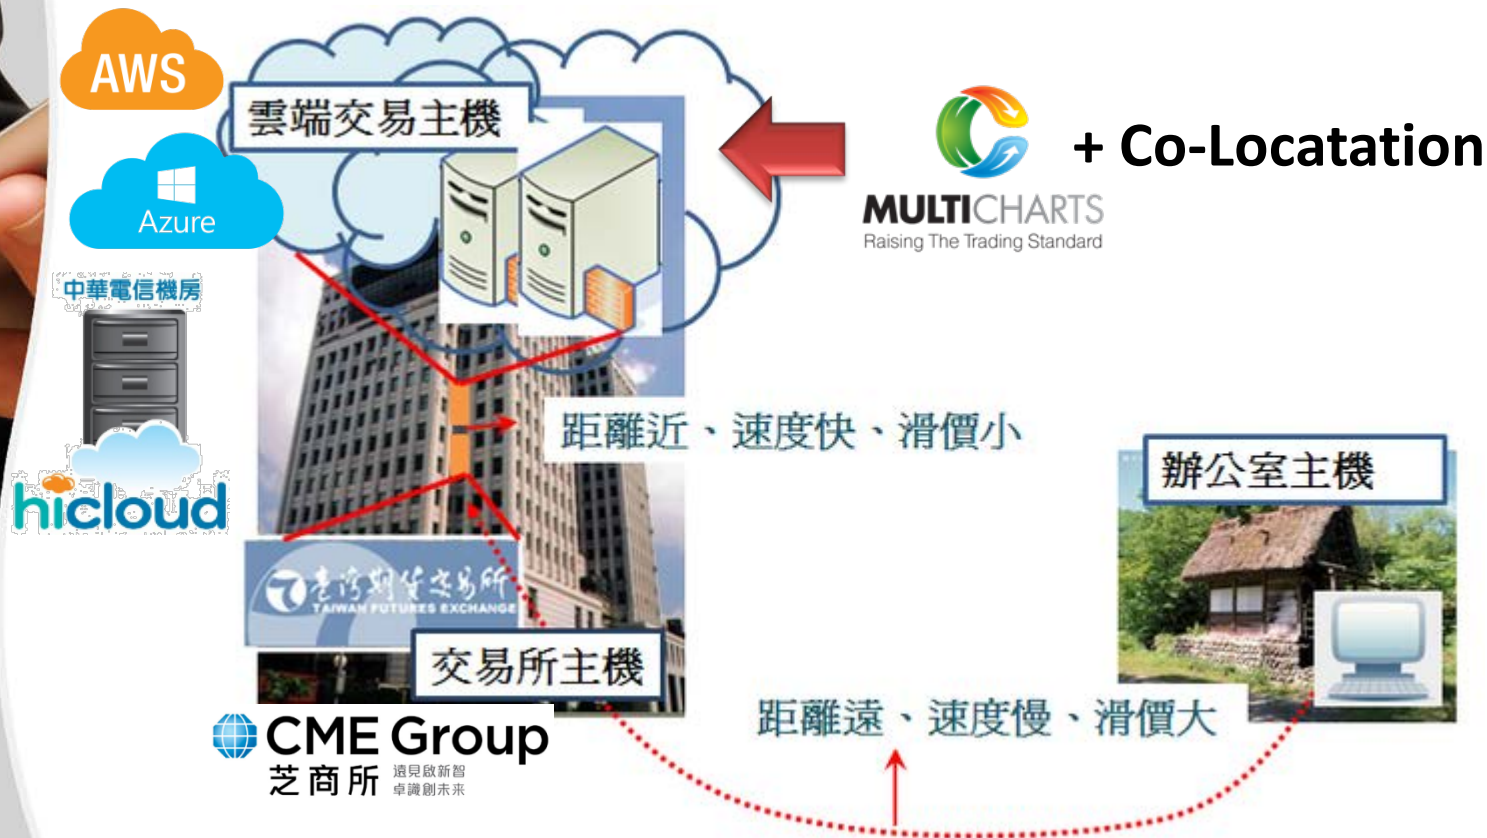 AWS
雲端交易主機
+ Co-Locatation
MULTICHARTS
Raising The Trading Standard
Azure
中華電信機房
hicloud
距離近、速度快、滑價小
辦公室主機
臺灣期貨交易所
TAIWAN FUTURES EXCHANGE
交易所主機
距離遠、速度慢、滑價大
CME Group
芝商所
遠見啟新智
卓識創未來